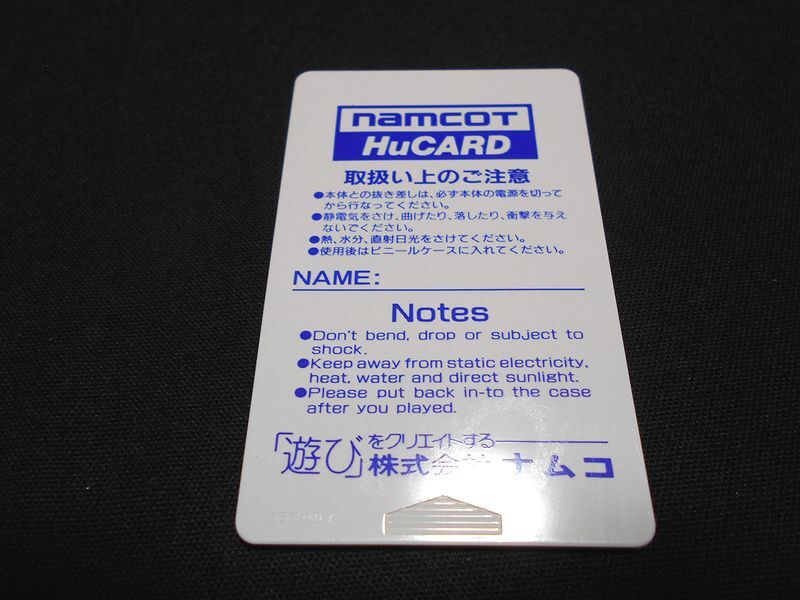 namcoT
HuCARD
取扱い上のご注意
●本体との抜き差しは、必ず本体の電源を切って
から行なってください。
●静電気をさけ、曲げたり、落したり、衝撃を与え
ないでください。
●熱、水分、直射日光をさけてください。
●使用後はビニールケースに入れてください。
NAME:
Notes
●Don't bend, drop or subject to
shock.
●Keep away from static electricity,
heat, water and direct sunlight.
●Please put back in-to the case
after you played.
「遊び」をクリエイトする
株式会社ナムコ